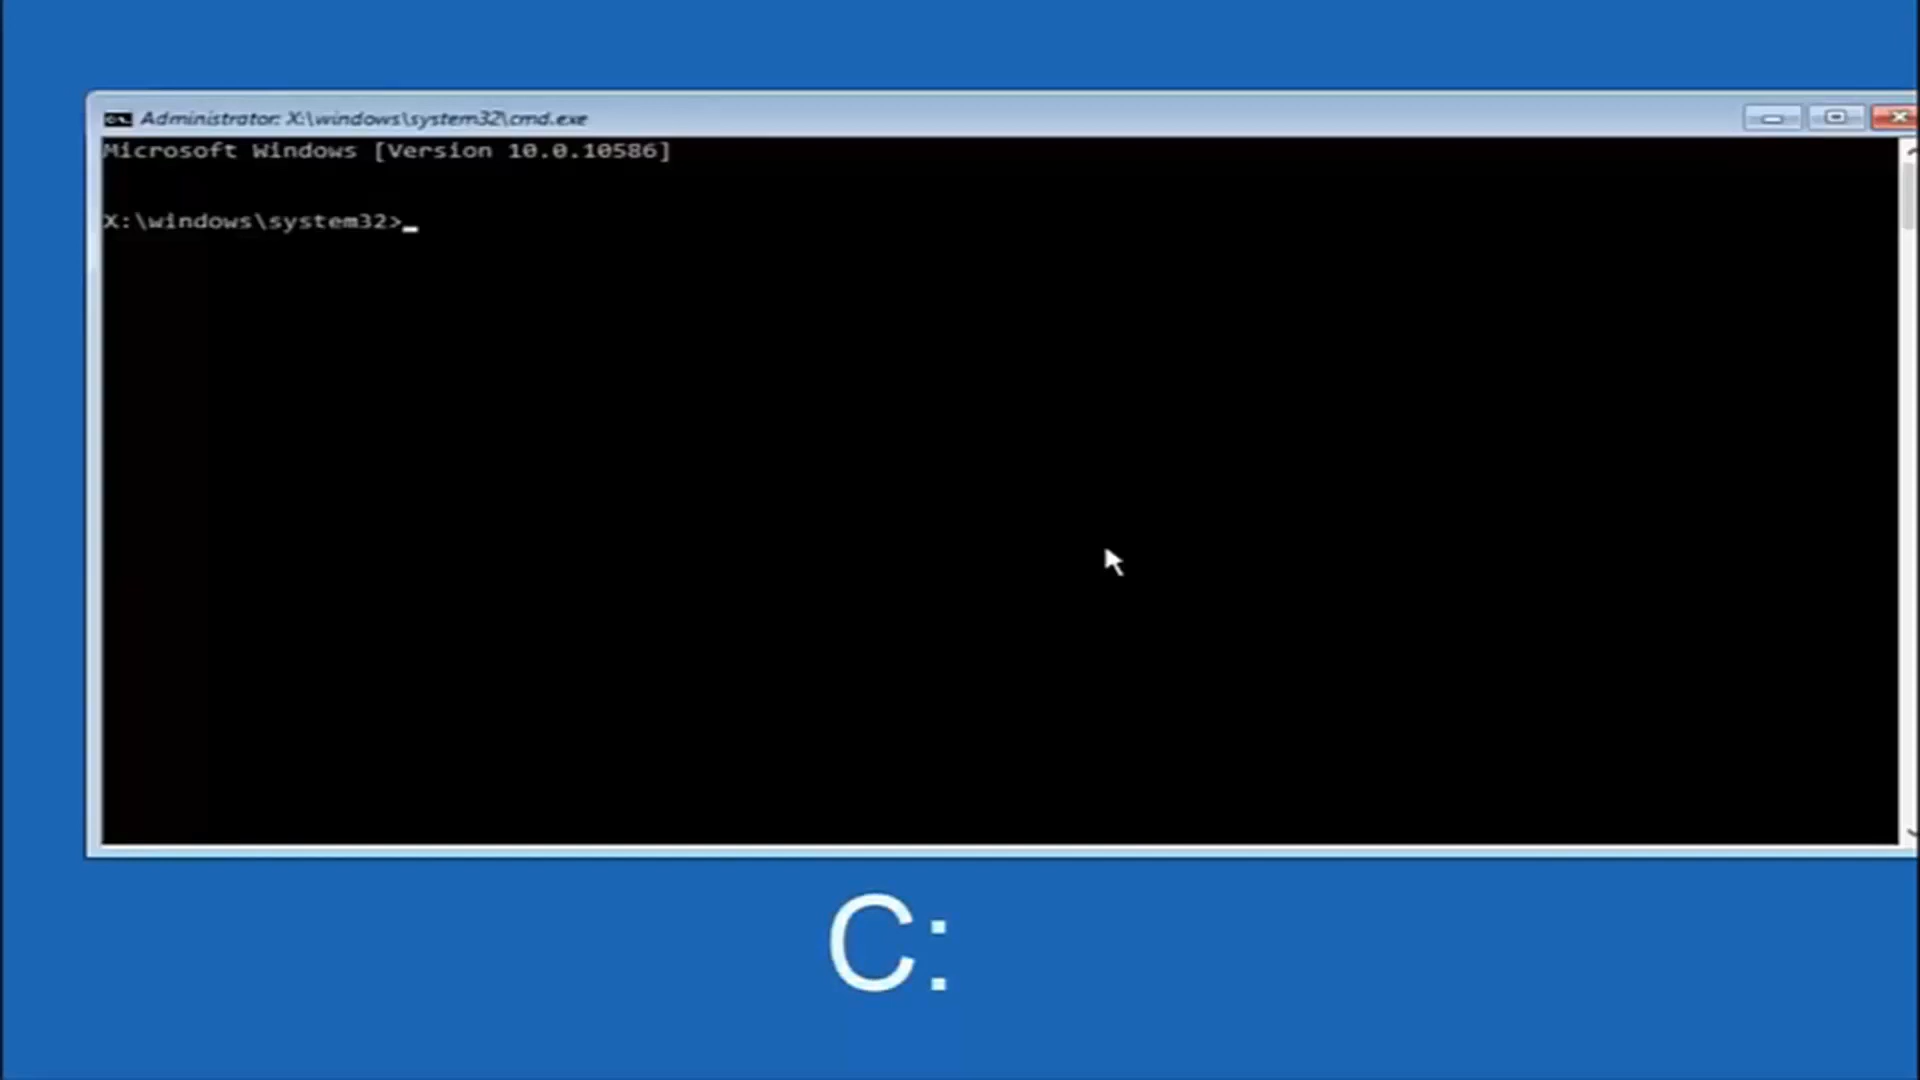 Administrator: X:\windows\system32\cmd.exe
Microsoft Windows [Version 10.0.10586]
X:\windows\system32>
C: